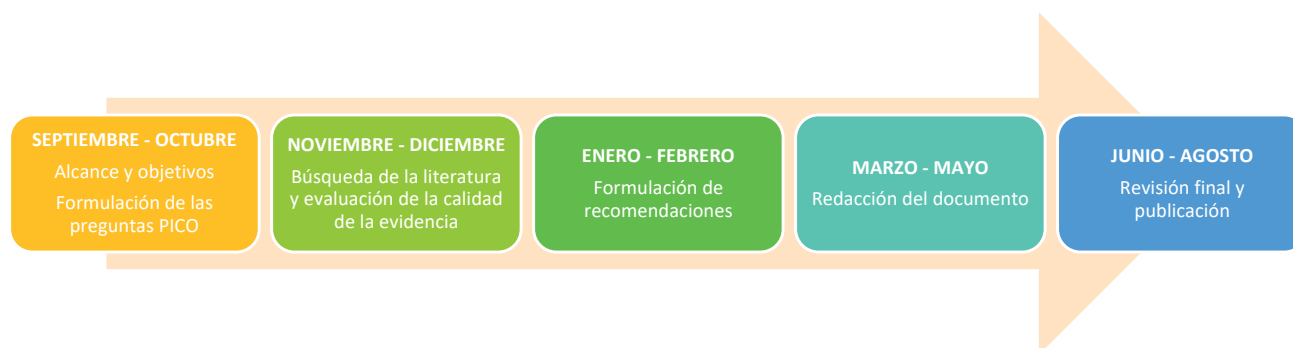 SEPTIEMBRE - OCTUBRE
Alcance y objetivos
Formulación de las
preguntas PICO
NOVIEMBRE - DICIEMBRE
Búsqueda de la literatura
y evaluación de la calidad
de la evidencia
ENERO - FEBRERO
Formulación de
recomendaciones
MARZO - MAYO
Redacción del documento
JUNIO - AGOSTO
Revisión final y
publicación